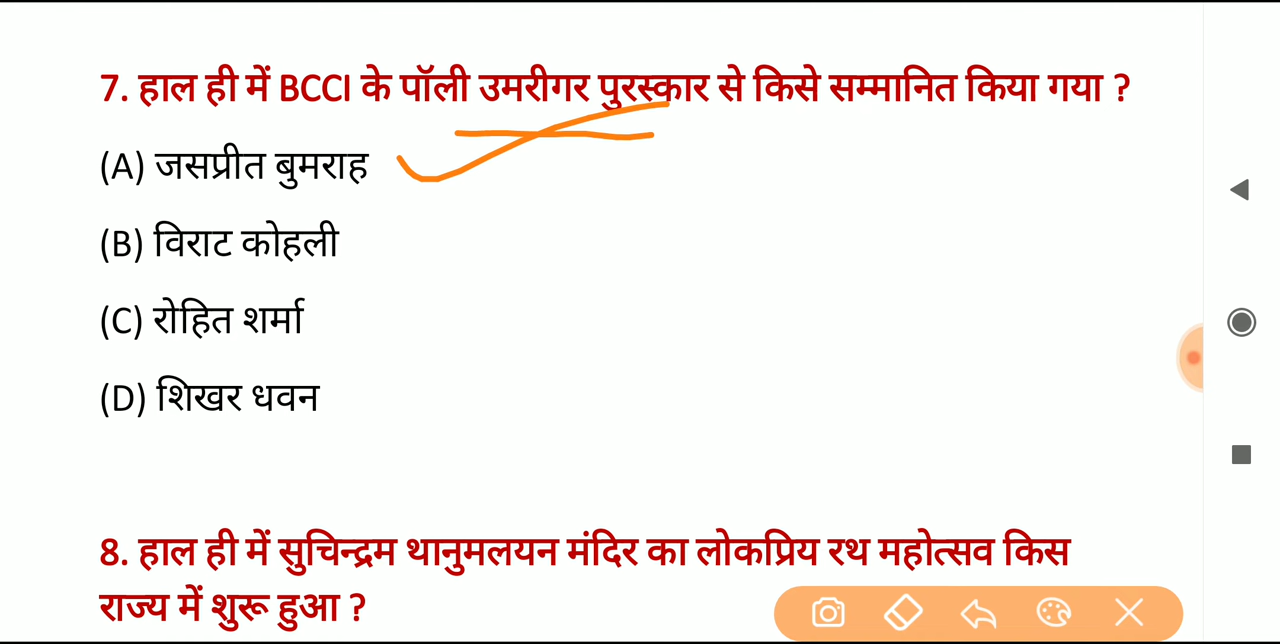 7. हाल ही में BCCI के पॉली उमरीगर पुरस्कार से किसे सम्मानित किया गया ?
(A) जसप्रीत बुमराह
(B) विराट कोहली
(C) रोहित शर्मा
(D) शिखर धवन
8. हाल ही में सुचिन्द्रम थानुमलयन मंदिर का लोकप्रिय रथ महोत्सव किस
राज्य में शुरू हुआ ?